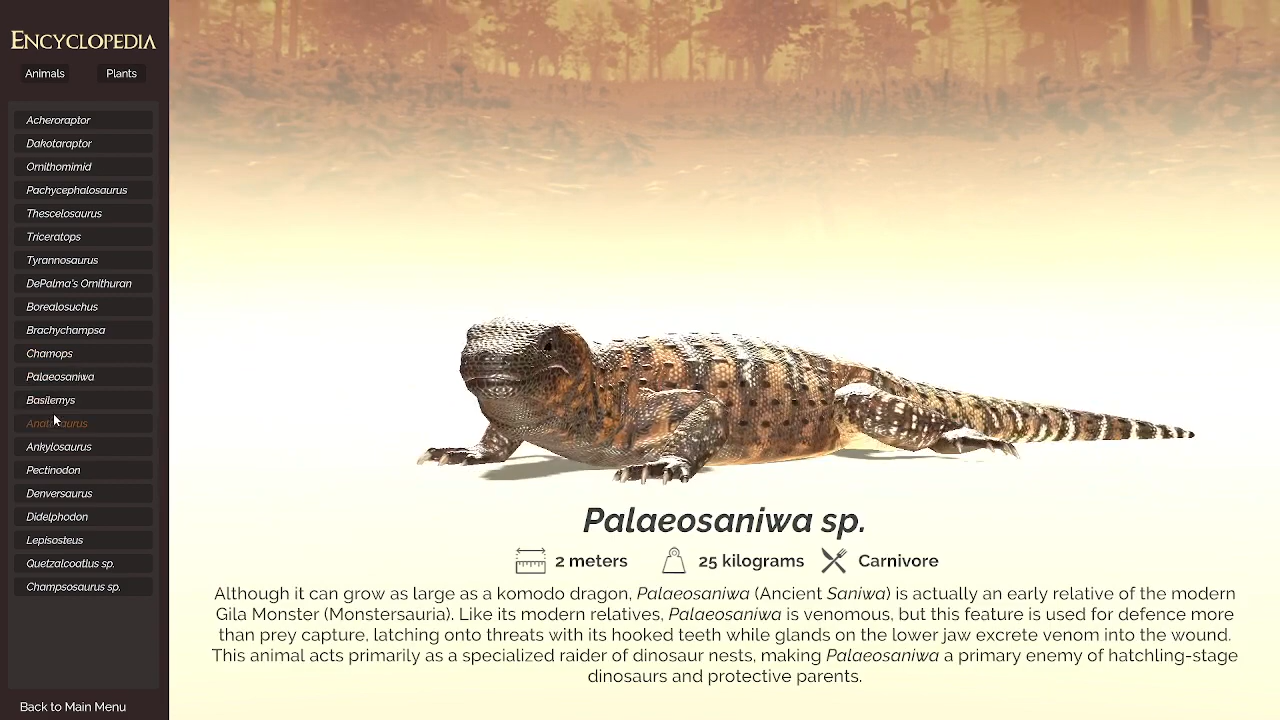 ENCYCLOPEDIA
Animals Plants
Acheroraptor
Dakotaraptor
Ornithomimid
Pachycephalosaurus
Thescelosaurus
Triceratops
Tyrannosaurus
DePalma's Ornithuran
Borealosuchus
Brachychampsa
Chamops
Palaeosaniwa
Basilemys
Ankylosaurus
Pectinodon
Denversaurus
Didelphodon
Lepisosteus
Quetzalcoatlus sp.
Champsosaurus sp.
Back to Main Menu
Palaeosaniwa sp.
2 meters 25 kilograms Carnivore
Although it can grow as large as a komodo dragon, Palaeosaniwa (Ancient Saniwa) is actually an early relative of the modern
Gila Monster (Monstersauria). Like its modern relatives, Palaeosaniwa is venomous, but this feature is used for defence more
than prey capture, latching onto threats with its hooked teeth while glands on the lower jaw excrete venom into the wound.
This animal acts primarily as a specialized raider of dinosaur nests, making Palaeosaniwa a primary enemy of hatchling-stage
dinosaurs and protective parents.